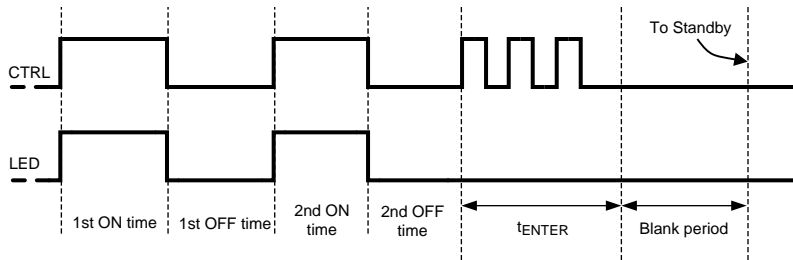 To Standby
CTRL
LED
1st ON time
1st OFF time
2nd ON
time
2nd OFF
time
tENTER
Blank period